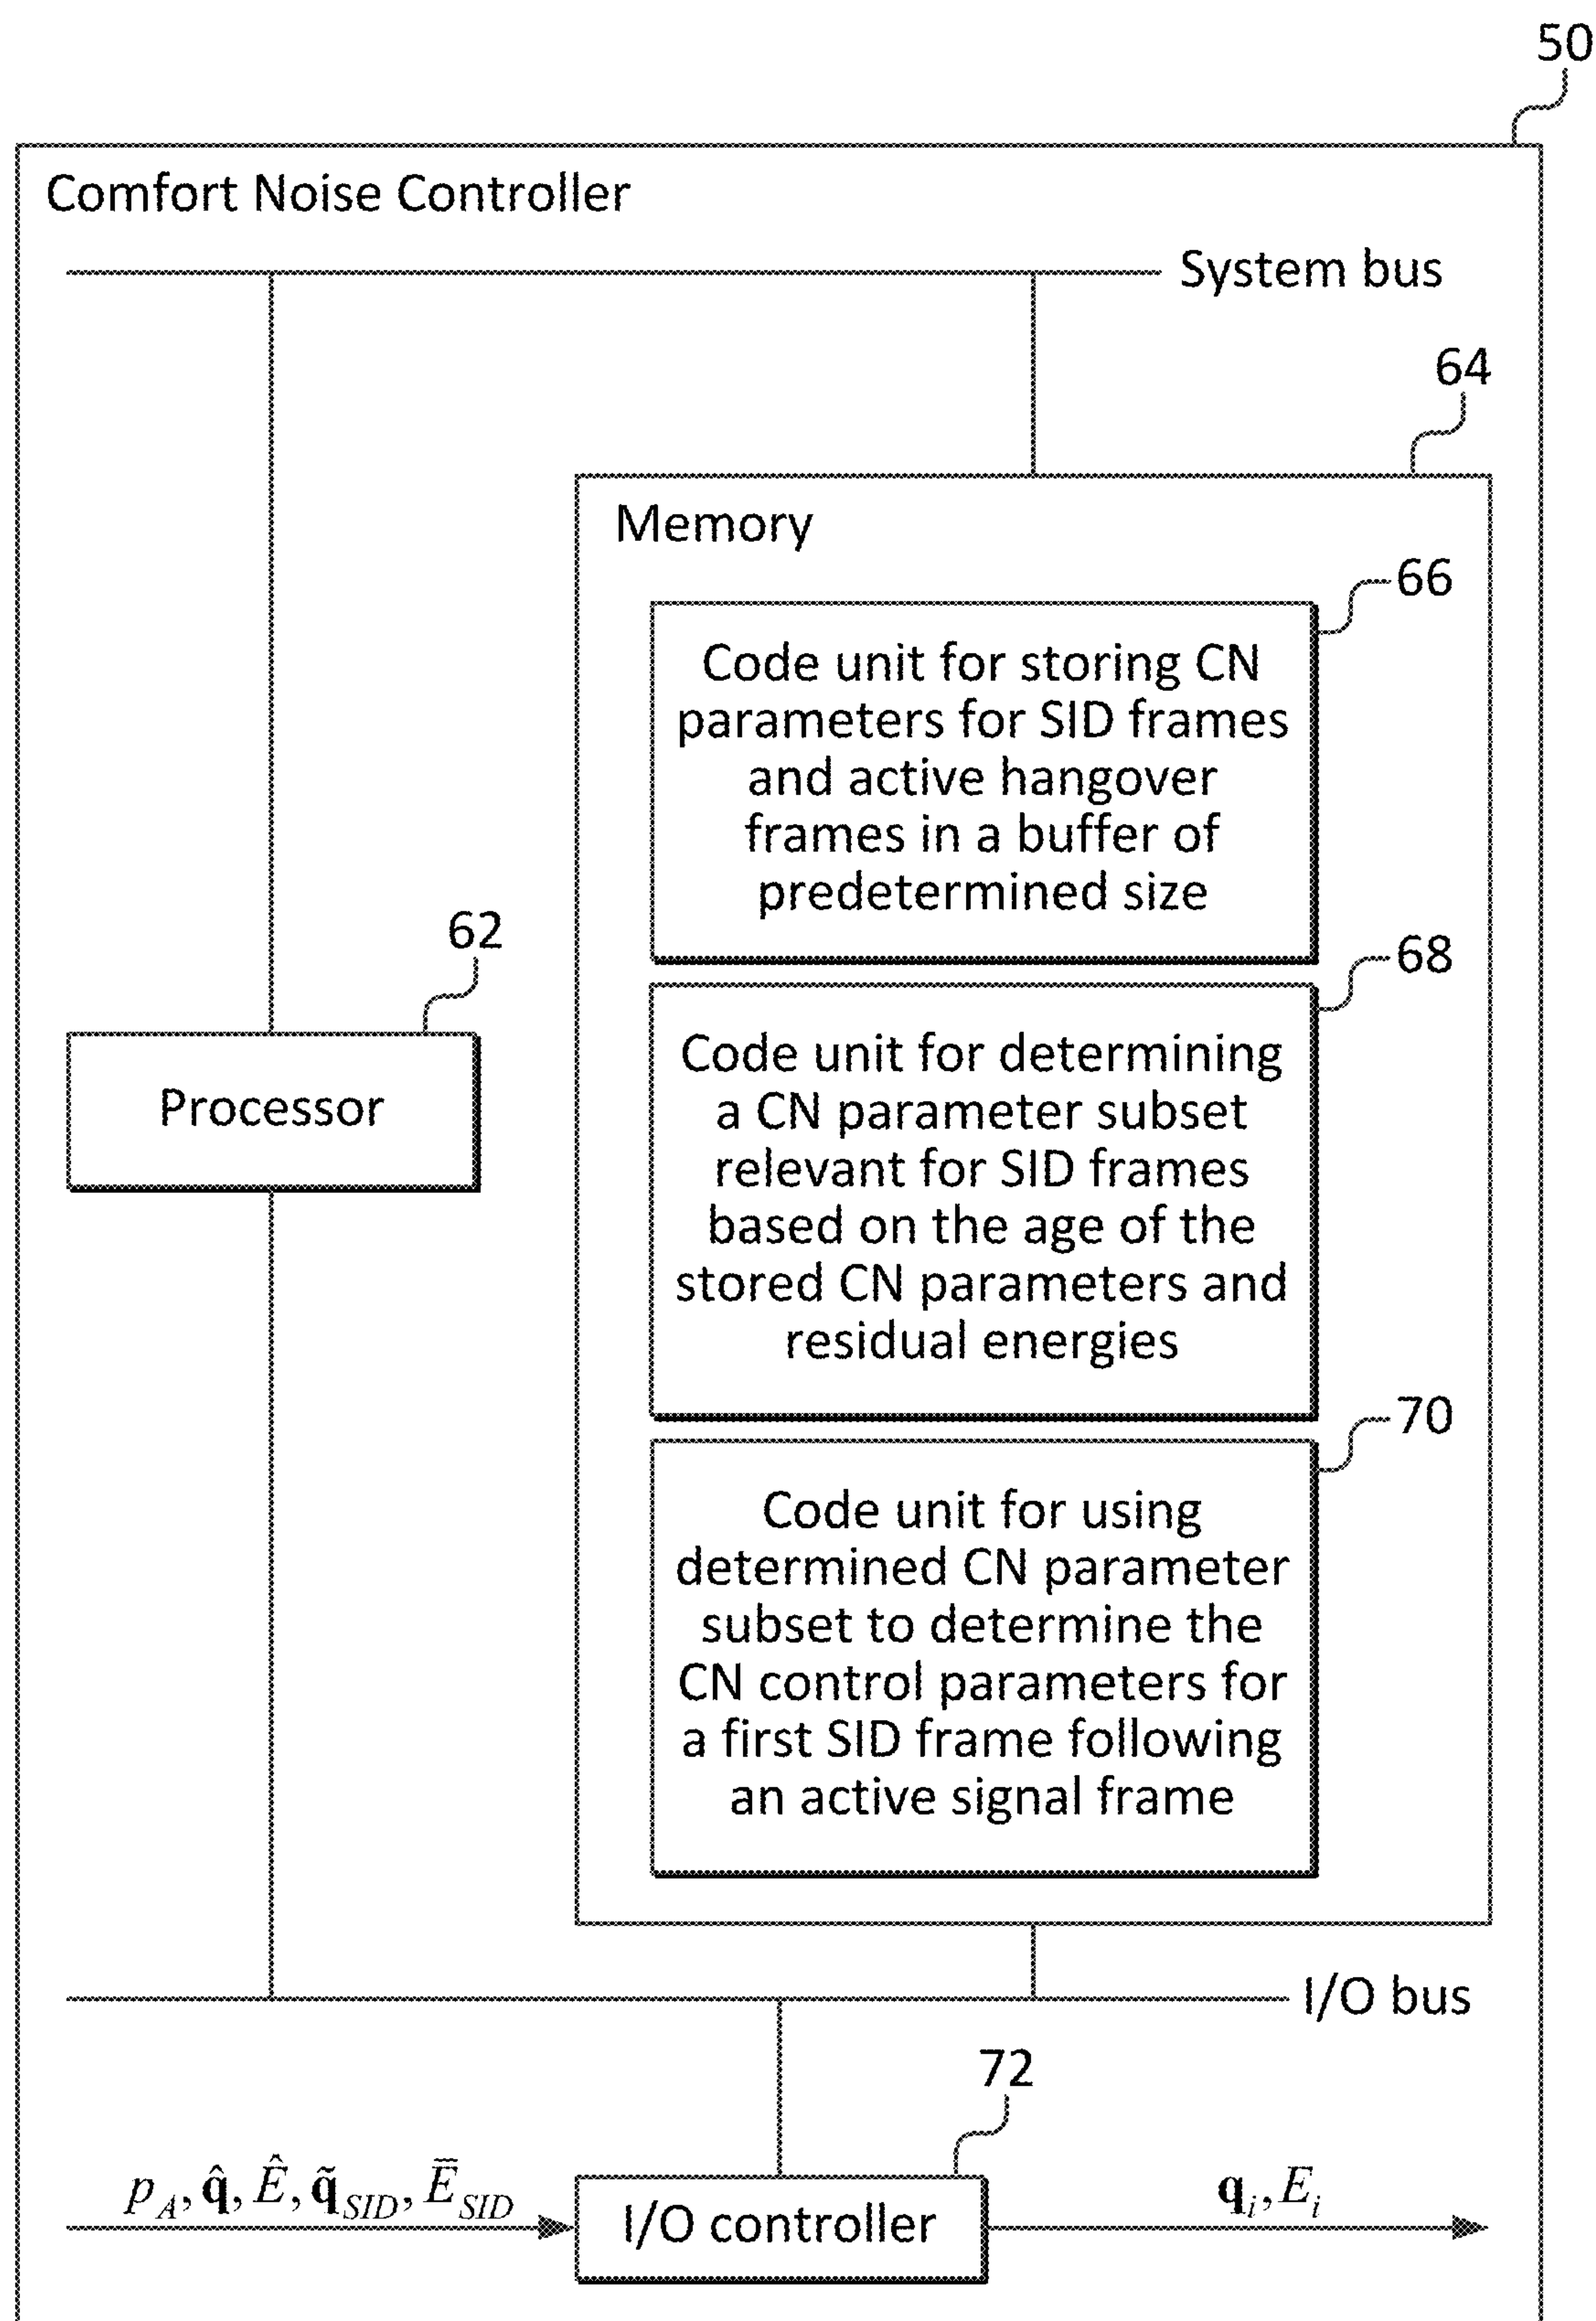 50
Comfort Noise Controller
System bus
64
Memory
66
Code unit for storing CN
parameters for SID frames
and active hangover
frames in a buffer of
predetermined size
62
68
Processor
Code unit for determining
a CN parameter subset
relevant for SID frames
based on the age of the
stored CN parameters and
residual energies
70
Code unit for using
determined CN parameter
subset to determine the
CN control parameters for
a first SID frame following
an active signal frame
I/O bus
72
p_A, q̂, Ê, q̃_SID, Ē_SID
I/O controller
q_i, E_i